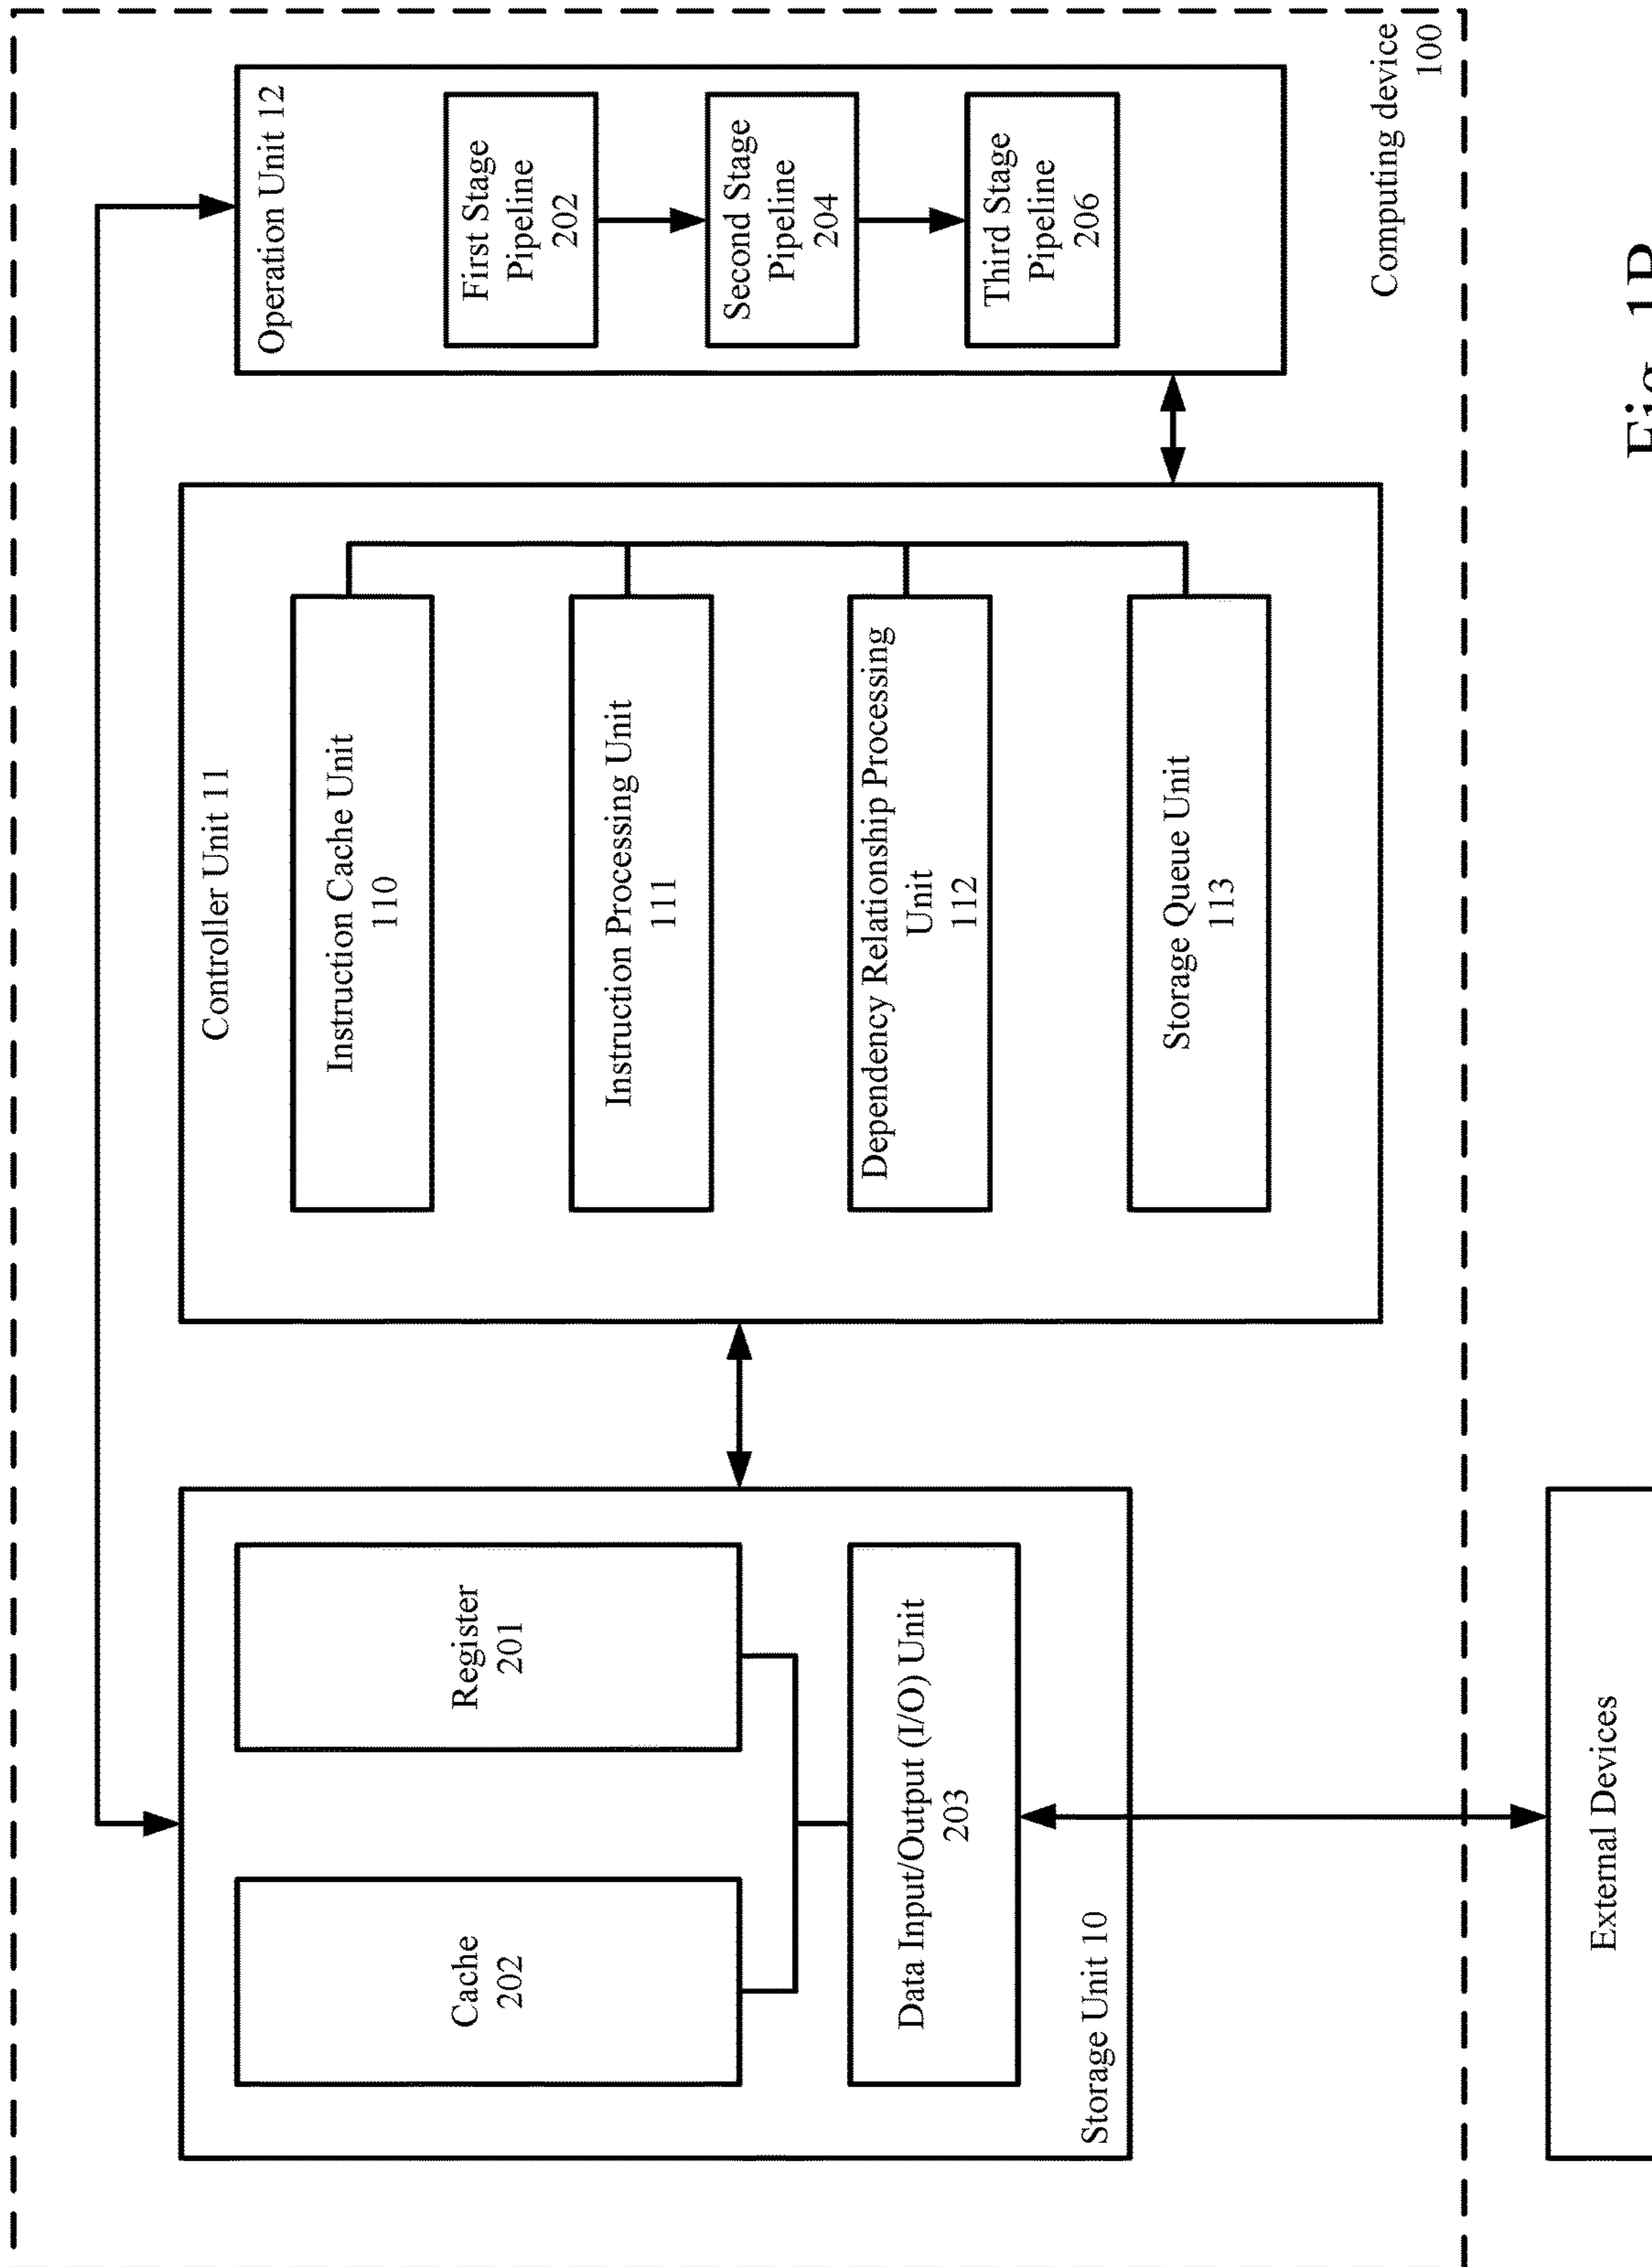 Cache
202
Register
201
Data Input/Output (I/O) Unit
203
Storage Unit 10
Controller Unit 11
Instruction Cache Unit
110
Instruction Processing Unit
111
Dependency Relationship Processing
Unit
112
Storage Queue Unit
113
Operation Unit 12
First Stage
Pipeline
202
Second Stage
Pipeline
204
Third Stage
Pipeline
206
Computing device
100
External Devices
Fig.